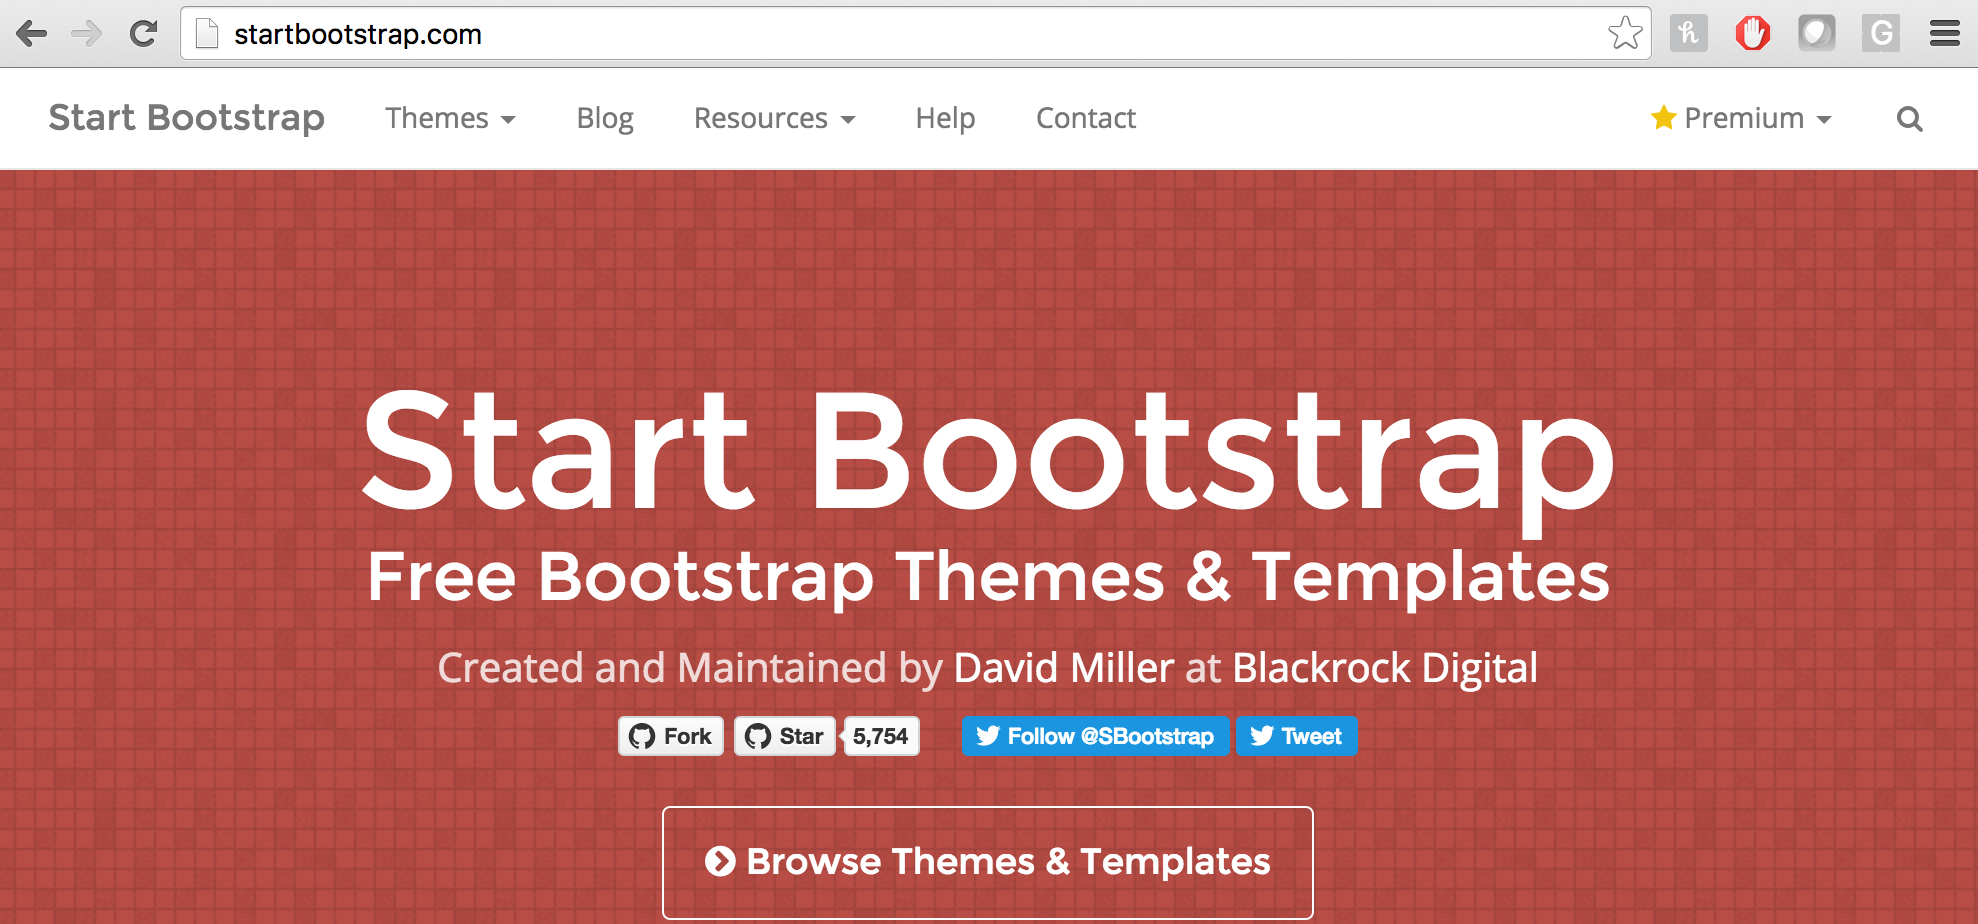 startbootstrap.com
Start Bootstrap Themes Blog Resources Help Contact Premium
Start Bootstrap
Free Bootstrap Themes & Templates
Created and Maintained by David Miller at Blackrock Digital
Fork Star 5,754 Follow @SBootstrap Tweet
Browse Themes & Templates